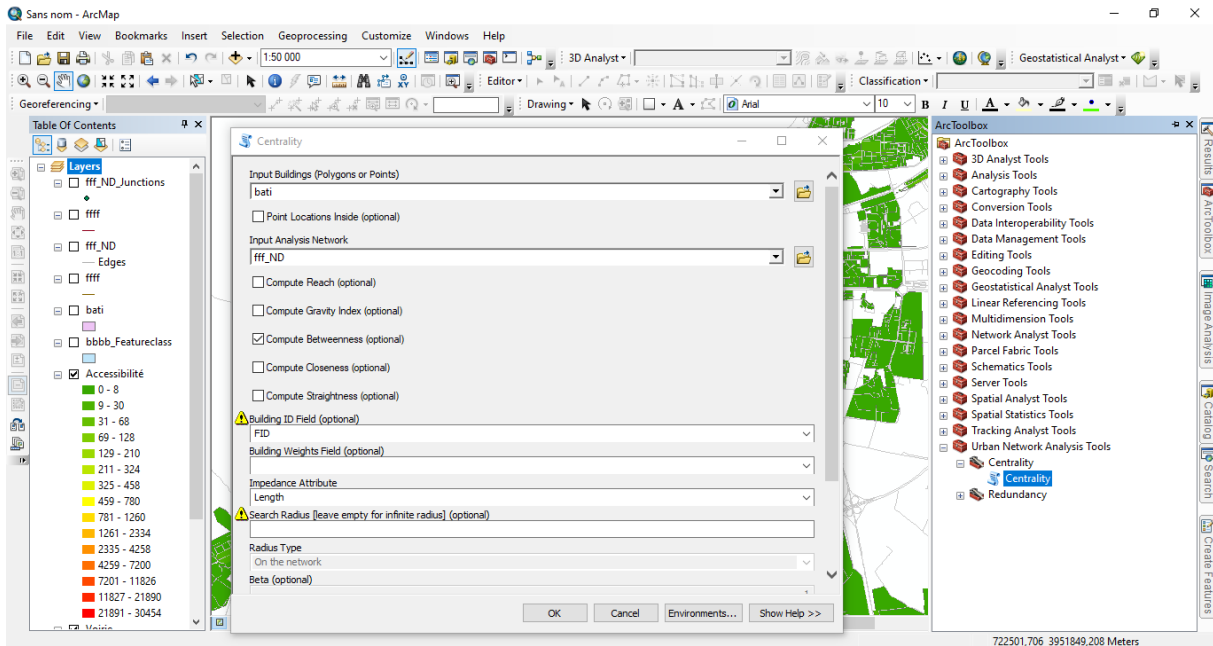 Sans nom - ArcMap
File Edit View Bookmarks Insert Selection Geoprocessing Customize Windows Help
1:50 000
3D Analyst
Geostatistical Analyst
Editor
Classification
Georeferencing
Drawing
A
Arial
10
B I U A
Table Of Contents
Layers
fff_ND_Junctions
ffff
fff_ND
Edges
ffff
bati
bbbb_Featureclass
Accessibilité
0 - 8
9 - 30
31 - 68
69 - 128
129 - 210
211 - 324
325 - 458
459 - 780
781 - 1260
1261 - 2334
2335 - 4258
4259 - 7200
7201 - 11826
11827 - 21890
21891 - 30454
Voirie
Centrality
Input Buildings (Polygons or Points)
bati
Point Locations Inside (optional)
Input Analysis Network
fff_ND
Compute Reach (optional)
Compute Gravity Index (optional)
Compute Betweenness (optional)
Compute Closeness (optional)
Compute Straightness (optional)
Building ID Field (optional)
FID
Building Weights Field (optional)
Impedance Attribute
Length
Search Radius [leave empty for infinite radius] (optional)
Radius Type
On the network
Beta (optional)
OK Cancel Environments... Show Help >>
ArcToolbox
ArcToolbox
3D Analyst Tools
Analysis Tools
Cartography Tools
Conversion Tools
Data Interoperability Tools
Data Management Tools
Editing Tools
Geocoding Tools
Geostatistical Analyst Tools
Linear Referencing Tools
Multidimension Tools
Network Analyst Tools
Parcel Fabric Tools
Schematics Tools
Server Tools
Spatial Analyst Tools
Spatial Statistics Tools
Tracking Analyst Tools
Urban Network Analysis Tools
Centrality
Centrality
Redundancy
Results
ArcToolbox
Image Analysis
Catalog
Search
Create Features
722501,706 3951849,208 Meters